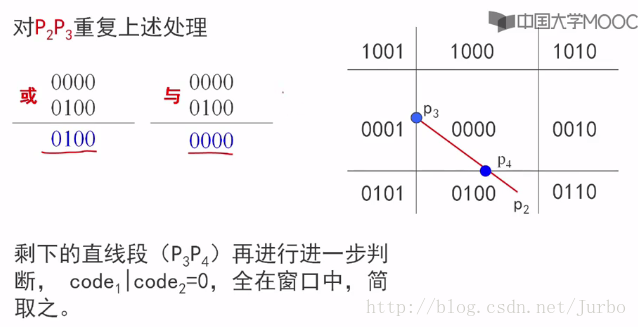 中国大学MOOC
对P2P3重复上述处理
或 0000
0100
0100
与 0000
0100
0000
1001 1000 1010
p3
0001 0000 0010
p4
0101 0100 0110
p2
剩下的直线段（P3P4）再进行进一步判
断， code1|code2=0，全在窗口中，简
取之。
http://blog.csdn.net/Jurbo